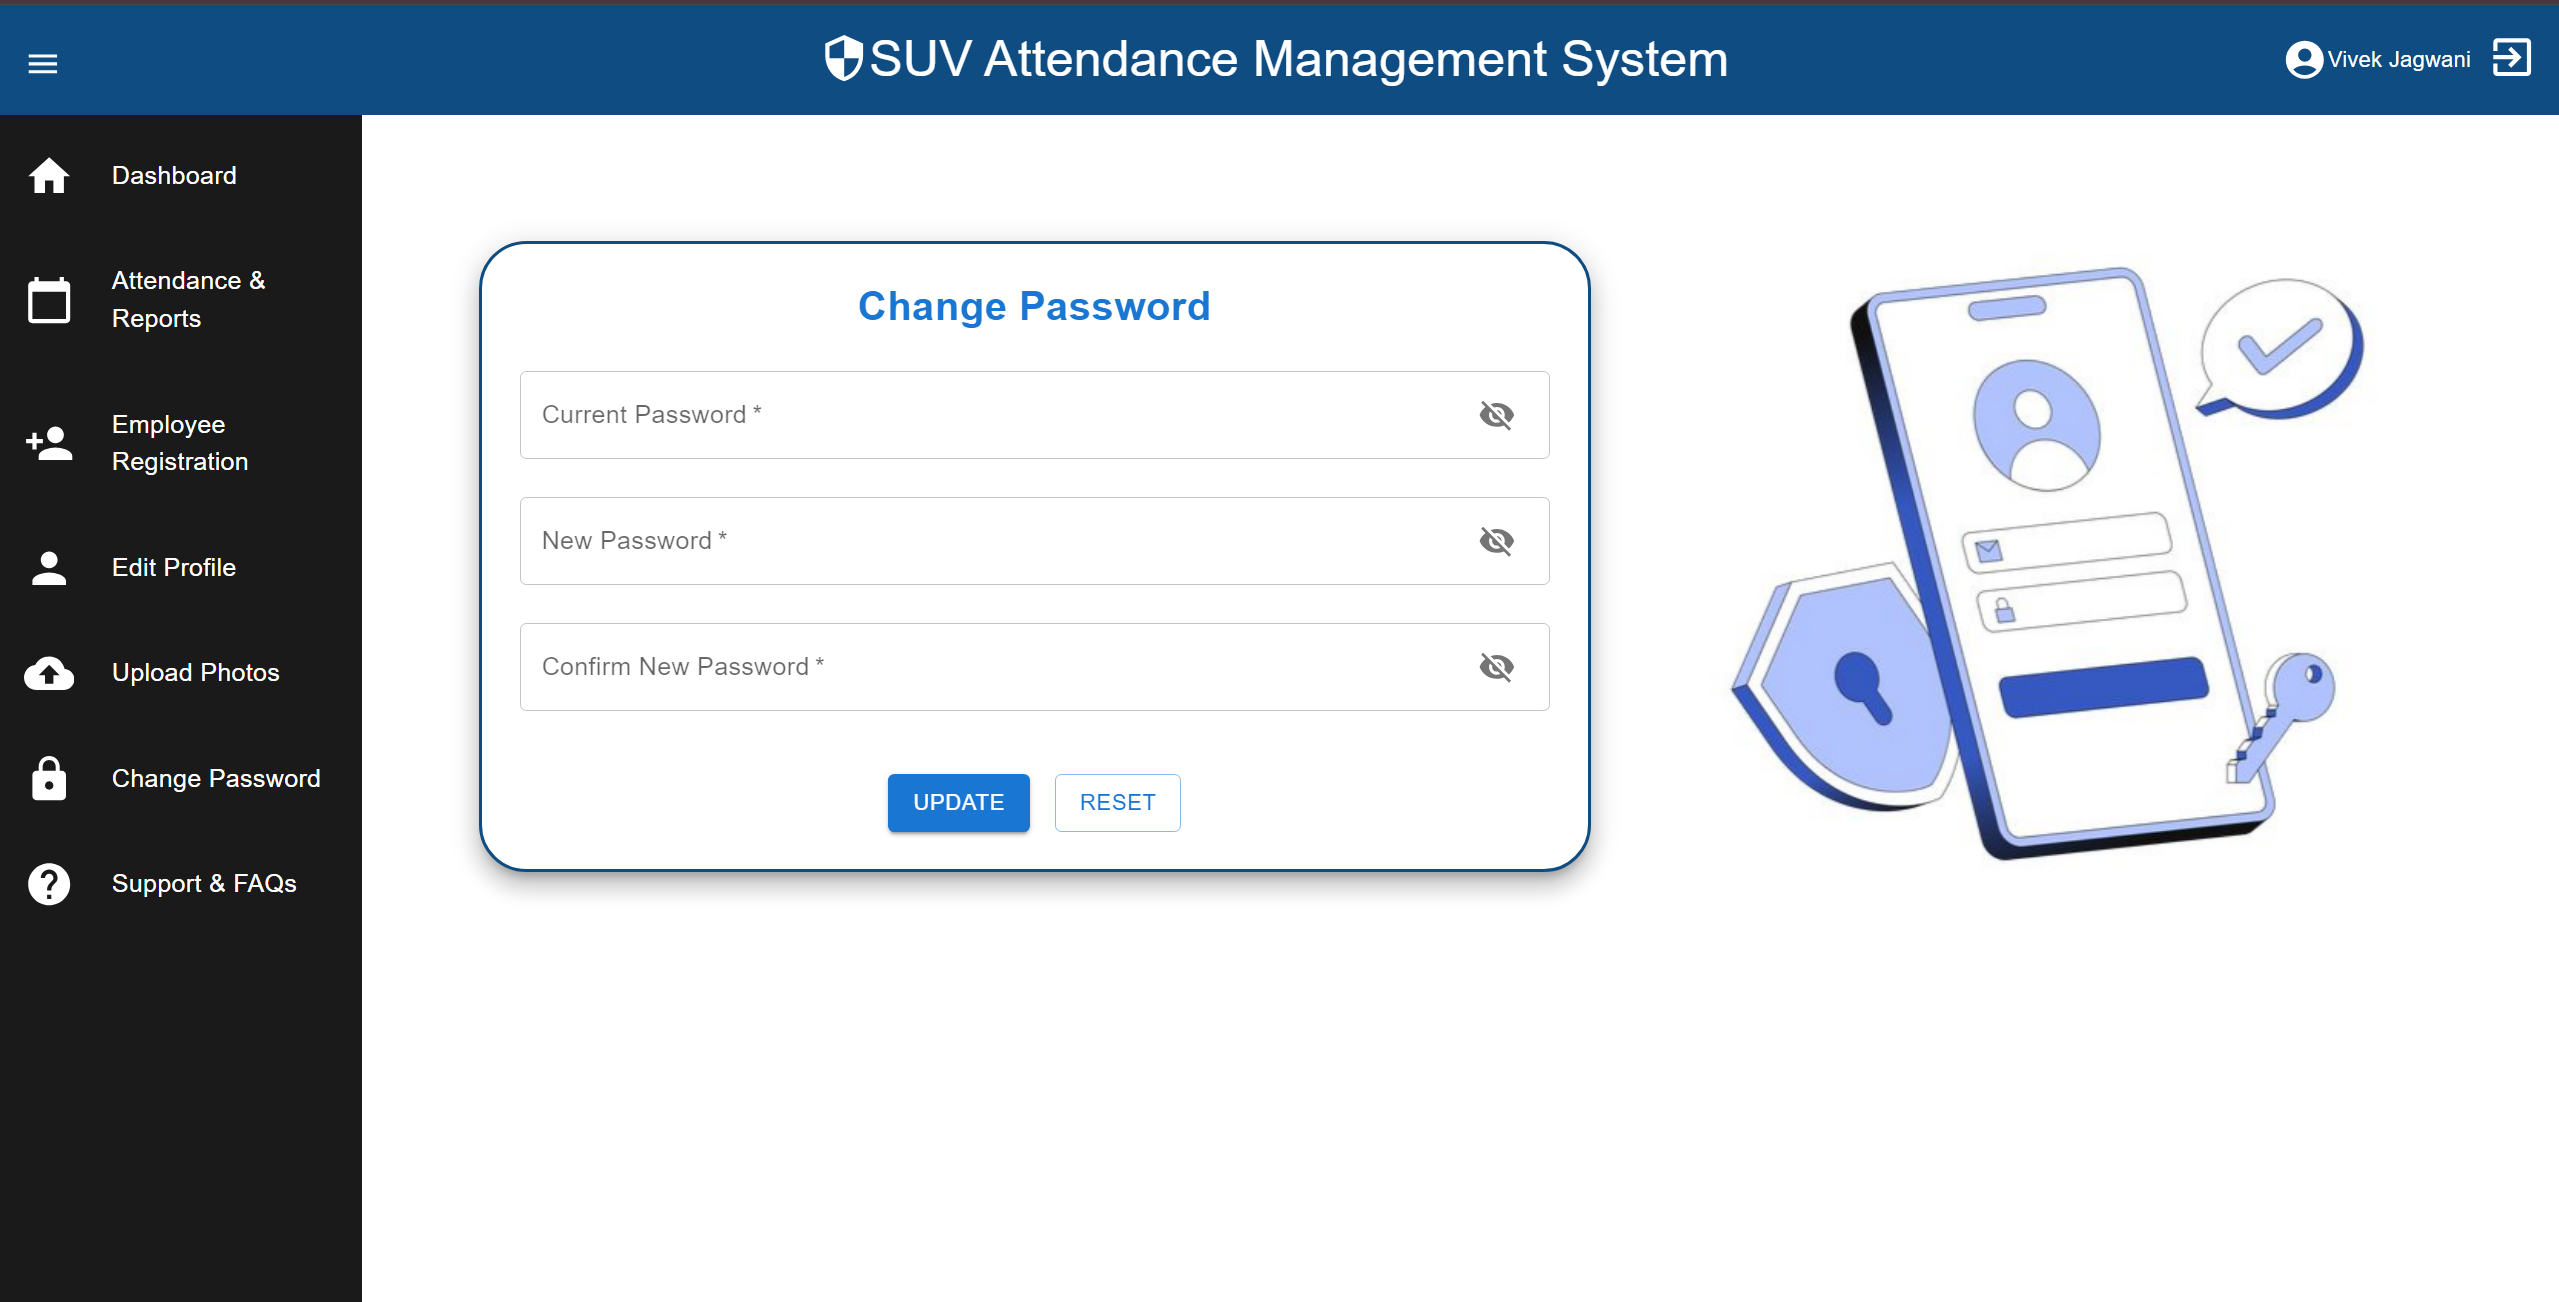 SUV Attendance Management System
Vivek Jagwani
Dashboard
Attendance &
Reports
Employee
Registration
Edit Profile
Upload Photos
Change Password
Support & FAQs
Change Password
Current Password *
New Password *
Confirm New Password *
UPDATE
RESET